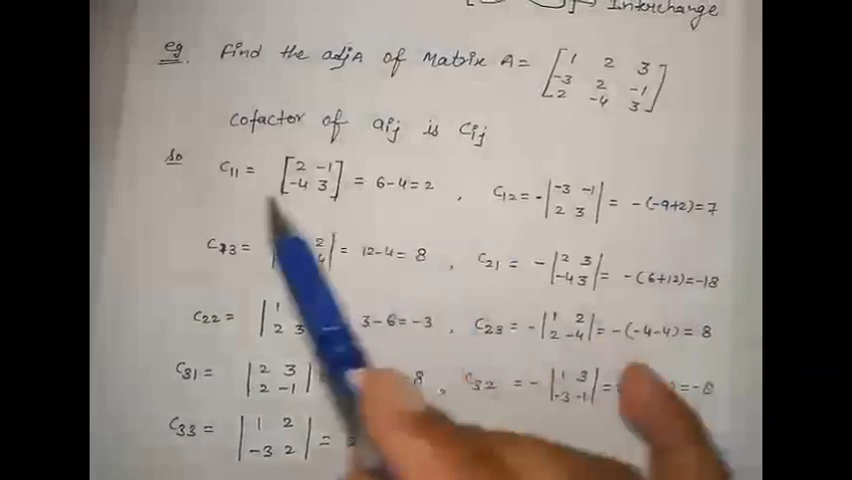 Interchange
eg. Find the adjA of Matrix A = [1 2 3
-3 2 -1
2 -4 3]
Cofactor of aij is Cij
So C11 = [2 -1
-4 3] = 6-4=2 , C12 = - |-3 -1
2 3| = -(-9+2)=7
C13 = | 2
4| = 12-4= 8 , C21 = - |2 3
-4 3| = -(6+12)=-18
C22 = |1
2 3 3-6=-3 , C23 = - |1 2
2 -4| = -(-4-4) = 8
C31 = |2 3
2 -1| 8 , C32 = - |1 3
-3 -1| = =-8
C33 = |1 2
-3 2| =